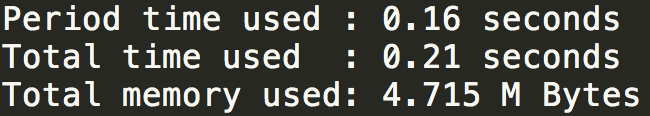 Period time used : 0.16 seconds
Total time used  : 0.21 seconds
Total memory used: 4.715 M Bytes